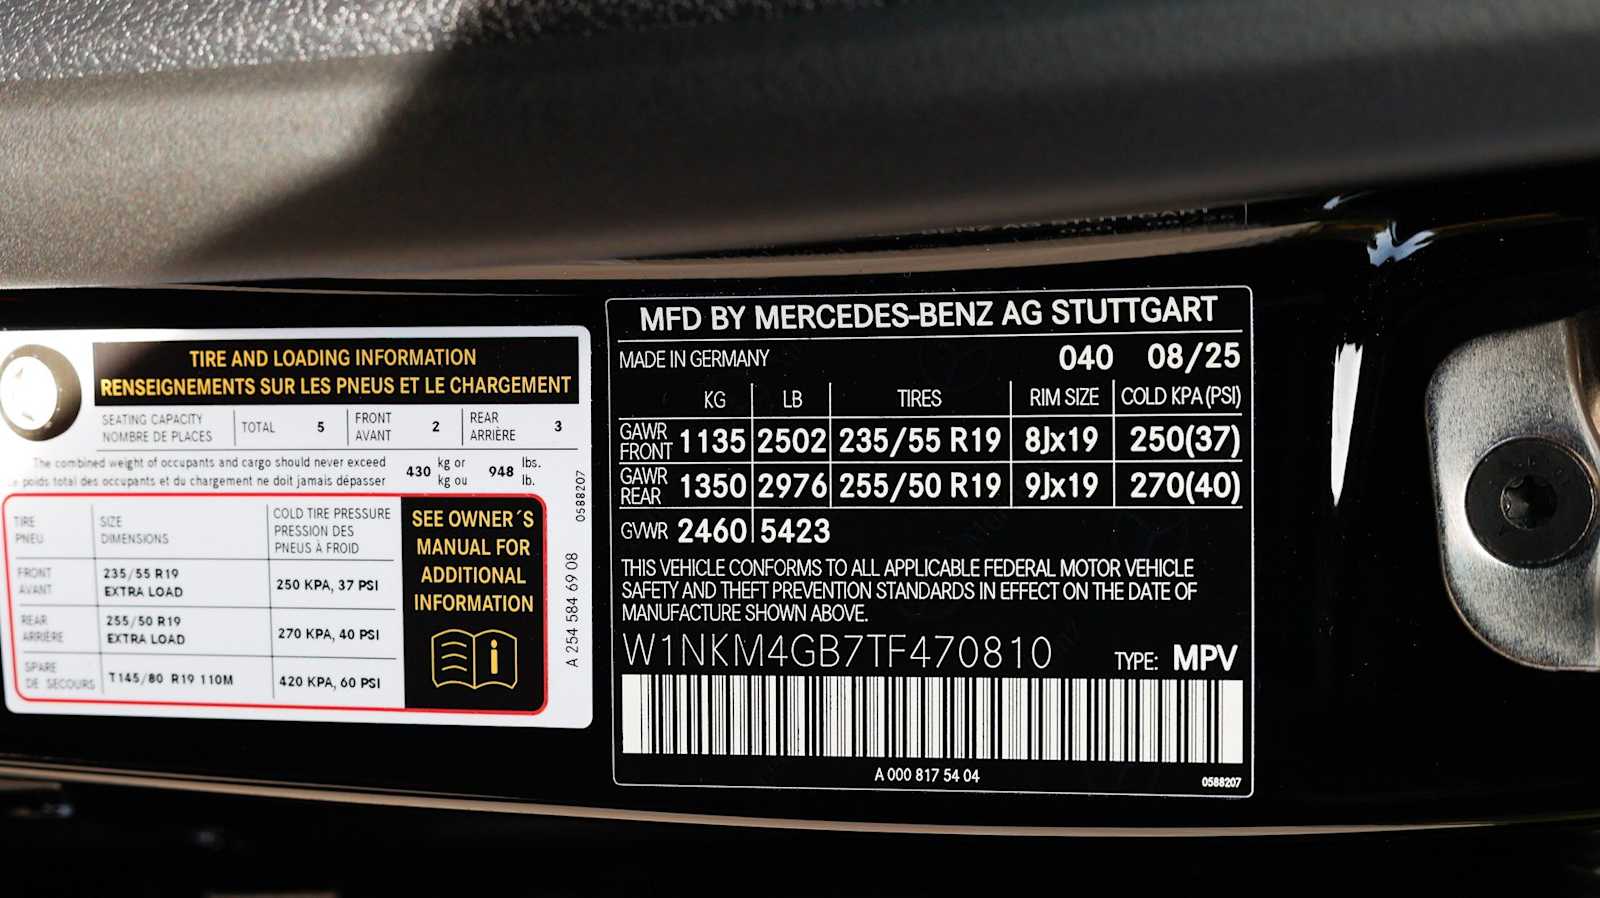 TIRE AND LOADING INFORMATION
RENSEIGNEMENTS SUR LES PNEUS ET LE CHARGEMENT
SEATING CAPACITY
NOMBRE DE PLACES
TOTAL 5
FRONT
AVANT
2
REAR
ARRIÈRE
3
The combined weight of occupants and cargo should never exceed
poids total des occupants et du chargement ne doit jamais dépasser
430 kg or
kg ou
948 lbs.
lb.
TIRE
PNEU
SIZE
DIMENSIONS
COLD TIRE PRESSURE
PRESSION DES
PNEUS À FROID
FRONT
AVANT
235/55 R19
EXTRA LOAD
250 KPA, 37 PSI
REAR
ARRIÈRE
255/50 R19
EXTRA LOAD
270 KPA, 40 PSI
SPARE
DE SECOURS
T145/80 R19 110M
420 KPA, 60 PSI
SEE OWNER´S
MANUAL FOR
ADDITIONAL
INFORMATION
0588207
A 254 584 69 08
MFD BY MERCEDES-BENZ AG STUTTGART
MADE IN GERMANY 040 08/25
KG LB TIRES RIM SIZE COLD KPA(PSI)
GAWR
FRONT
1135 2502 235/55 R19 8Jx19 250(37)
GAWR
REAR
1350 2976 255/50 R19 9Jx19 270(40)
GVWR 2460 5423
THIS VEHICLE CONFORMS TO ALL APPLICABLE FEDERAL MOTOR VEHICLE
SAFETY AND THEFT PREVENTION STANDARDS IN EFFECT ON THE DATE OF
MANUFACTURE SHOWN ABOVE.
W1NKM4GB7TF470810 TYPE: MPV
A 000 817 54 04
0588207